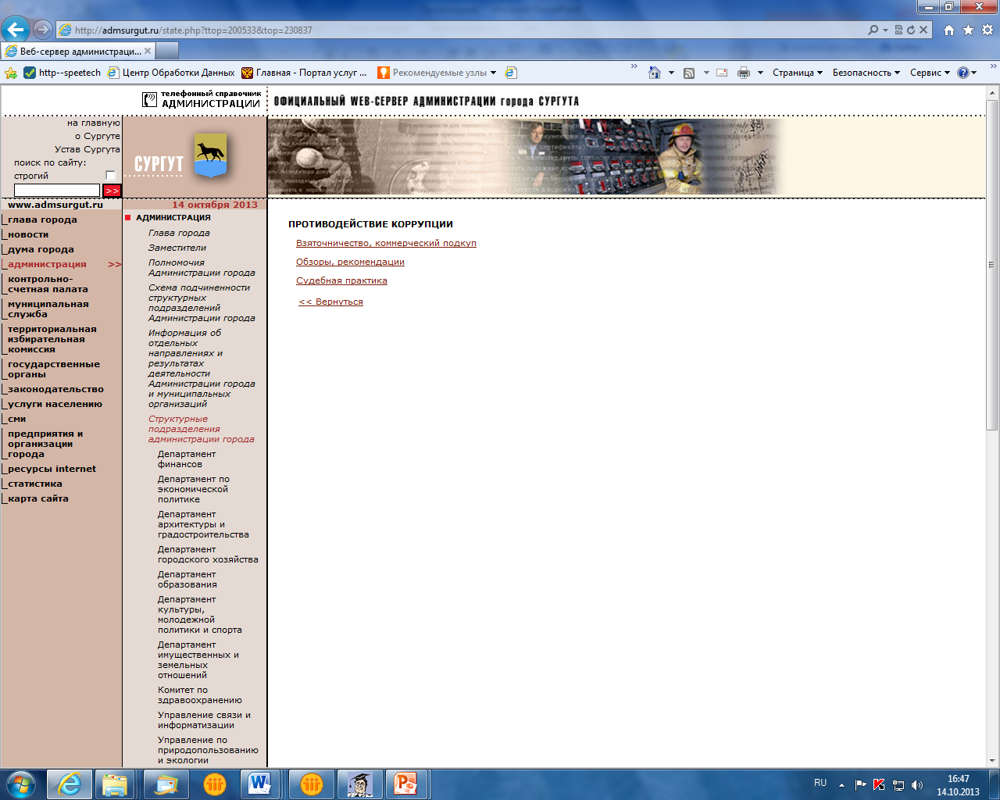 http://admsurgut.ru/state.php?ttop=200533&top=230837
Веб-сервер администраци...
http--speetech
Центр Обработки Данных
Главная - Портал услуг ...
Рекомендуемые узлы
Страница
Безопасность
Сервис
телефонный справочник
АДМИНИСТРАЦИИ
ОФИЦИАЛЬНЫЙ WEB-СЕРВЕР АДМИНИСТРАЦИИ города СУРГУТА
на главную
о Сургуте
Устав Сургута
поиск по сайту:
строгий
>>
СУРГУТ
www.admsurgut.ru
14 октября 2013
глава города
новости
дума города
администрация >>
контрольно-
счетная палата
муниципальная
служба
территориальная
избирательная
комиссия
государственные
органы
законодательство
услуги населению
сми
предприятия и
организации
города
ресурсы internet
статистика
карта сайта
АДМИНИСТРАЦИЯ
Глава города
Заместители
Полномочия
Администрации города
Схема подчиненности
структурных
подразделений
Администрации города
Информация об
отдельных
направлениях и
результатах
деятельности
Администрации города
и муниципальных
организаций
Структурные
подразделения
администрации города
Департамент
финансов
Департамент по
экономической
политике
Департамент
архитектуры и
градостроительства
Департамент
городского хозяйства
Департамент
образования
Департамент
культуры,
молодежной
политики и спорта
Департамент
имущественных и
земельных
отношений
Комитет по
здравоохранению
Управление связи и
информатизации
Управление по
природопользованию
и экологии
ПРОТИВОДЕЙСТВИЕ КОРРУПЦИИ
Взяточничество, коммерческий подкуп
Обзоры, рекомендации
Судебная практика
<< Вернуться
RU
16:47
14.10.2013